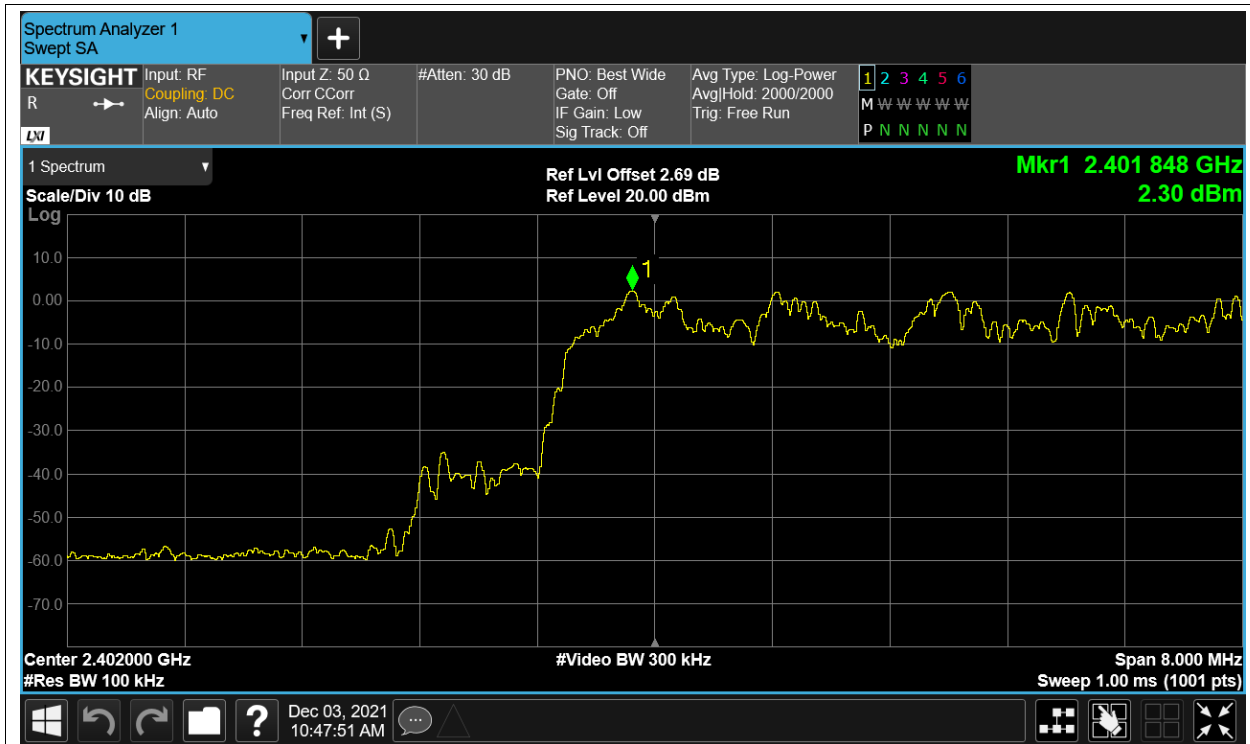 Spectrum Analyzer 1
Swept SA
+
KEYSIGHT
R
LXI
Input: RF
Coupling: DC
Align: Auto
Input Z: 50 Ω
Corr CCorr
Freq Ref: Int (S)
#Atten: 30 dB
PNO: Best Wide
Gate: Off
IF Gain: Low
Sig Track: Off
Avg Type: Log-Power
Avg|Hold: 2000/2000
Trig: Free Run
1 2 3 4 5 6
M W W W W W
P N N N N N
1 Spectrum
Scale/Div 10 dB
Log
Ref Lvl Offset 2.69 dB
Ref Level 20.00 dBm
Mkr1 2.401 848 GHz
2.30 dBm
10.0
0.00
-10.0
-20.0
-30.0
-40.0
-50.0
-60.0
-70.0
1
Center 2.402000 GHz
#Res BW 100 kHz
#Video BW 300 kHz
Span 8.000 MHz
Sweep 1.00 ms (1001 pts)
?
Dec 03, 2021
10:47:51 AM